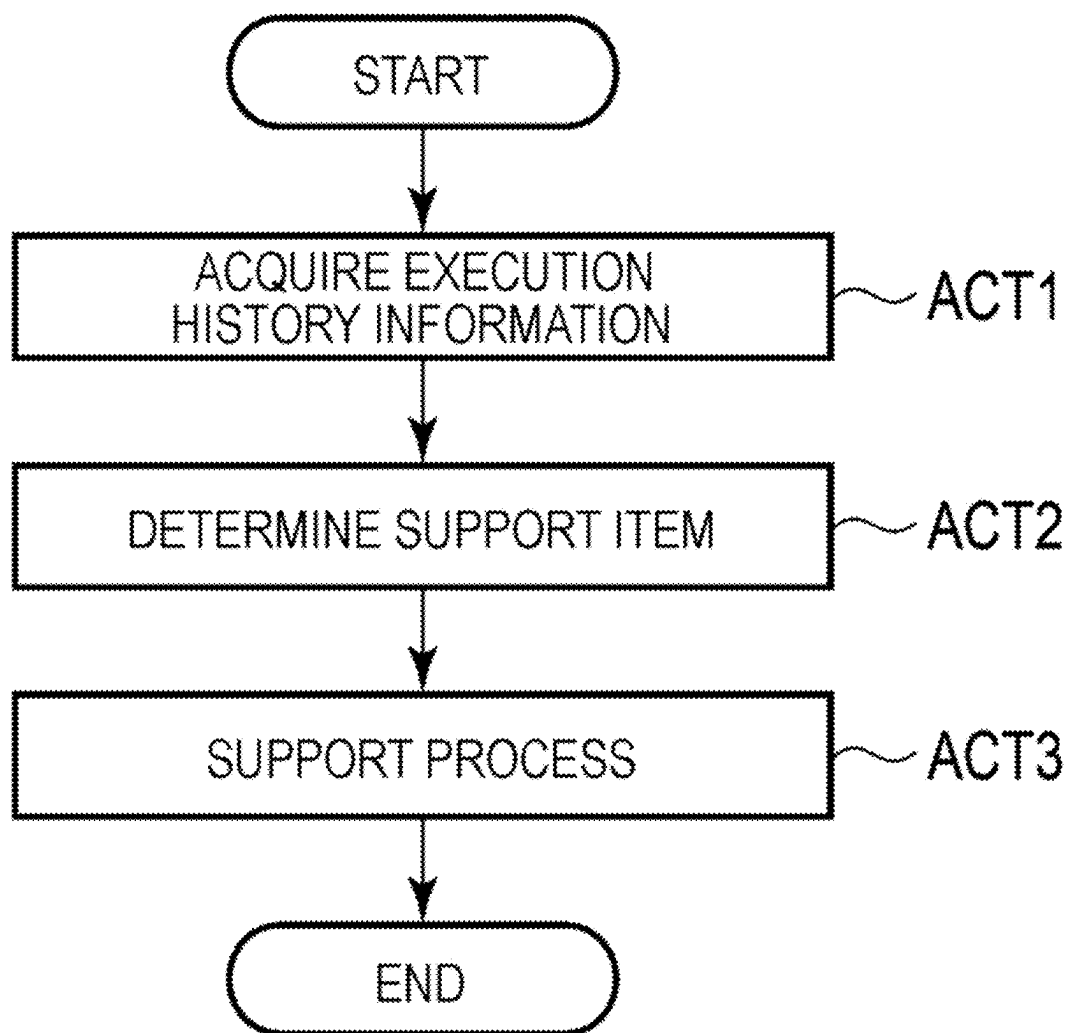 START
ACQUIRE EXECUTION
HISTORY INFORMATION
ACT1
DETERMINE SUPPORT ITEM
ACT2
SUPPORT PROCESS
ACT3
END